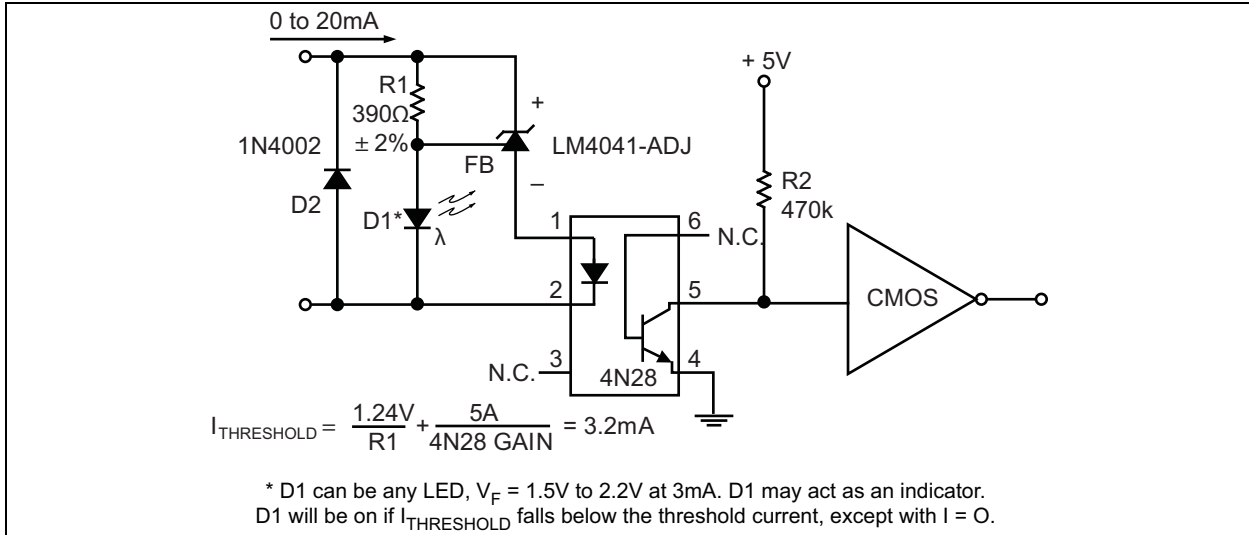 0 to 20mA
+ 5V
R1
390Ω
± 2%
+
1N4002
LM4041-ADJ
FB
–
R2
470k
D2
D1*
λ
1
6
N.C.
2
5
CMOS
3
N.C.
4
4N28
I_THRESHOLD = 1.24V/R1 + 5A/4N28 GAIN = 3.2mA
* D1 can be any LED, V_F = 1.5V to 2.2V at 3mA. D1 may act as an indicator.
D1 will be on if I_THRESHOLD falls below the threshold current, except with I = O.